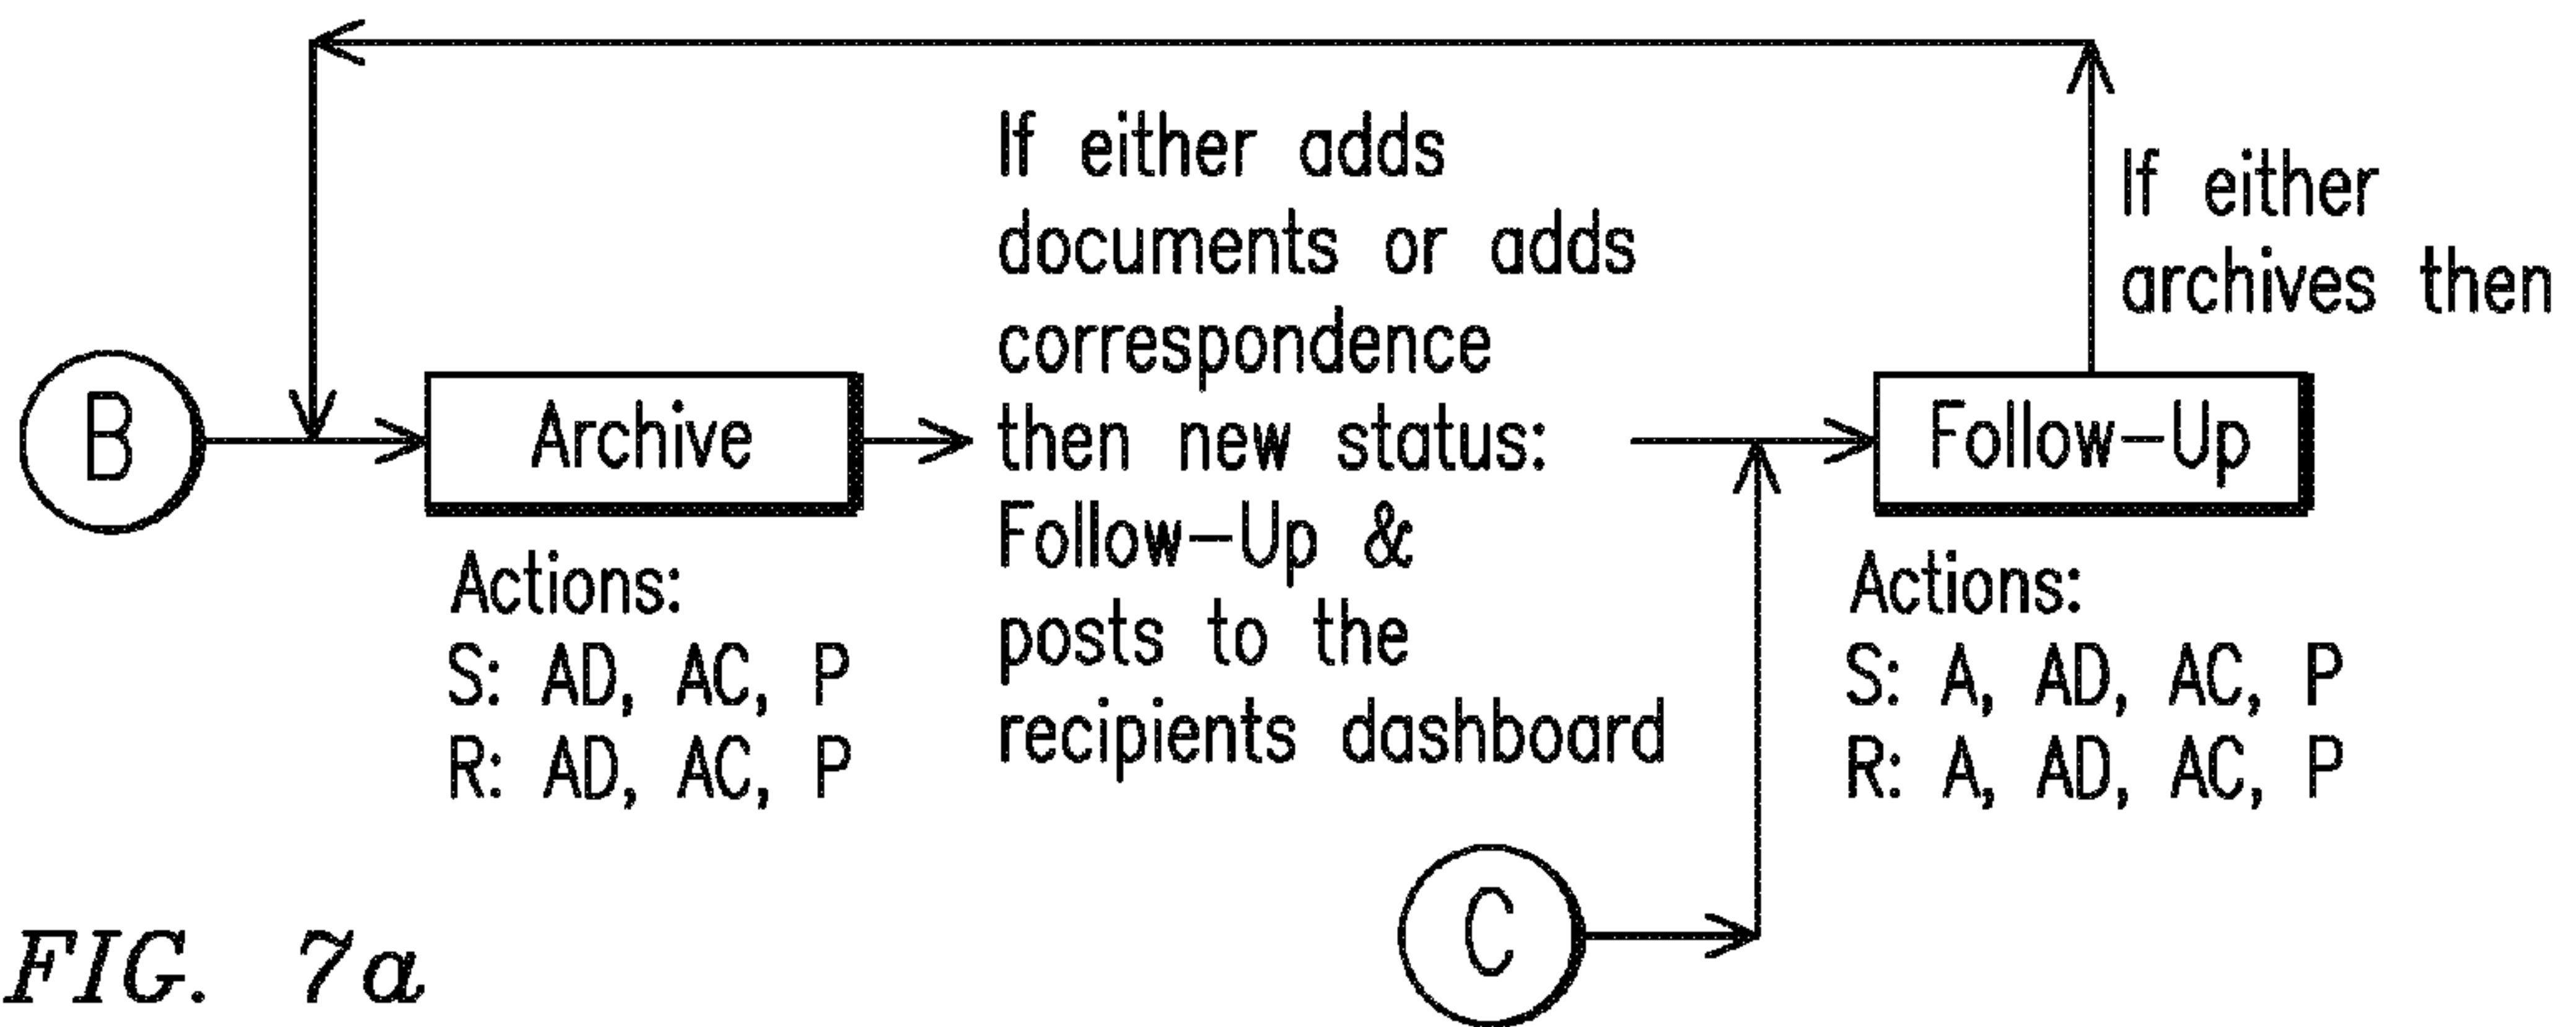 If either adds
documents or adds
correspondence
then new status:
Follow-Up &
posts to the
recipients dashboard
If either
archives then
B
Archive
Follow-Up
Actions:
S: AD, AC, P
R: AD, AC, P
Actions:
S: A, AD, AC, P
R: A, AD, AC, P
C
FIG. 7a